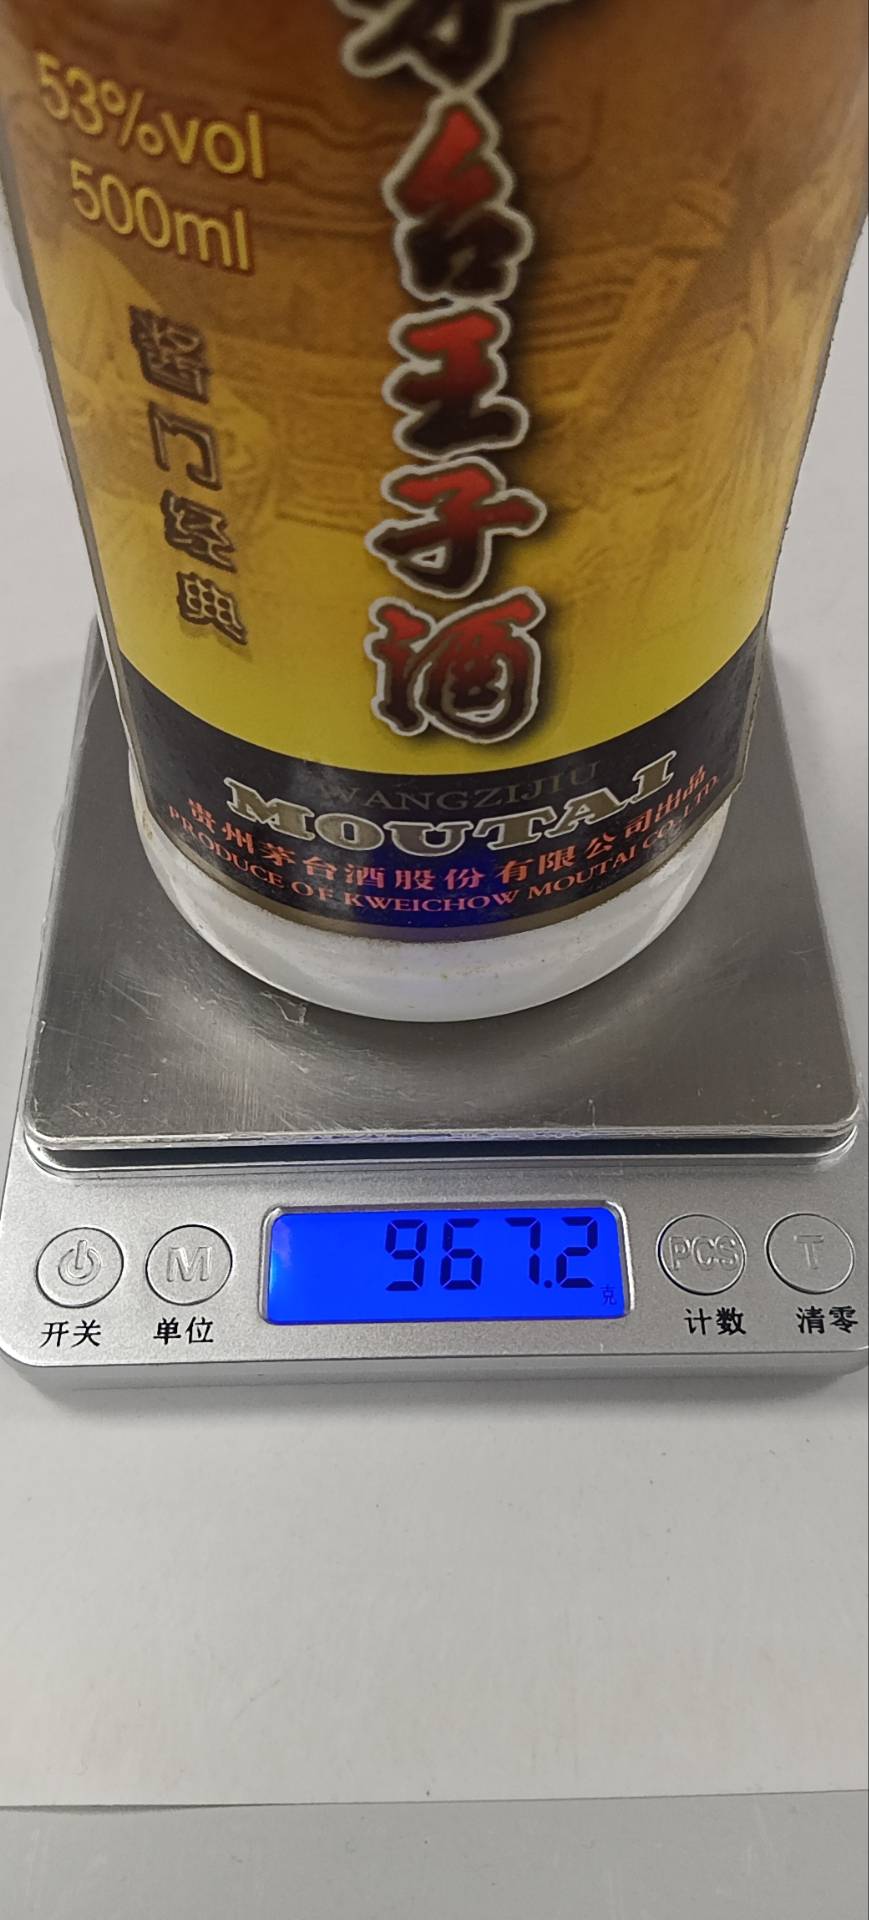 53%vol
500ml
酱门经典
茅台王子酒
WANGZIJIU
MOUTAI
贵州茅台酒股份有限公司出品
PRODUCE OF KWEICHOW MOUTAI CO.,LTD.
967.2
克
M
PCS
T
开关
单位
计数
清零